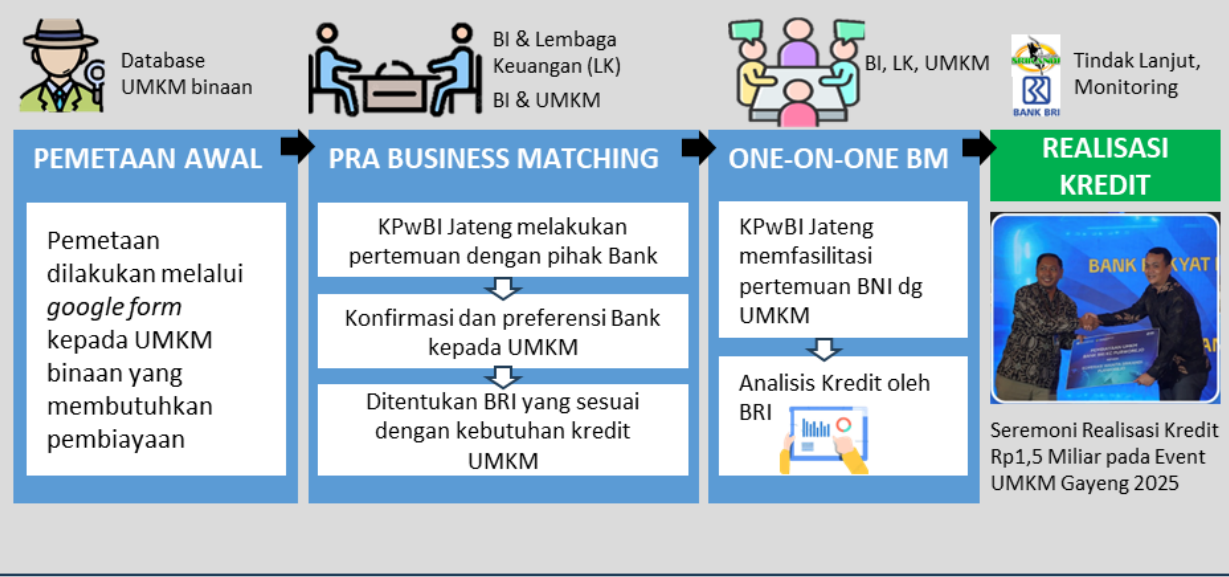 Database
UMKM binaan
BI & Lembaga
Keuangan (LK)
BI & UMKM
BI, LK, UMKM
BANK BRI
Tindak Lanjut,
Monitoring
PEMETAAN AWAL
PRA BUSINESS MATCHING
ONE-ON-ONE BM
REALISASI
KREDIT
Pemetaan
dilakukan melalui
google form
kepada UMKM
binaan yang
membutuhkan
pembiayaan
KPwBI Jateng melakukan
pertemuan dengan pihak Bank
Konfirmasi dan preferensi Bank
kepada UMKM
Ditentukan BRI yang sesuai
dengan kebutuhan kredit
UMKM
KPwBI Jateng
memfasilitasi
pertemuan BNI dg
UMKM
Analisis Kredit oleh
BRI
BANK
Seremoni Realisasi Kredit
Rp1,5 Miliar pada Event
UMKM Gayeng 2025